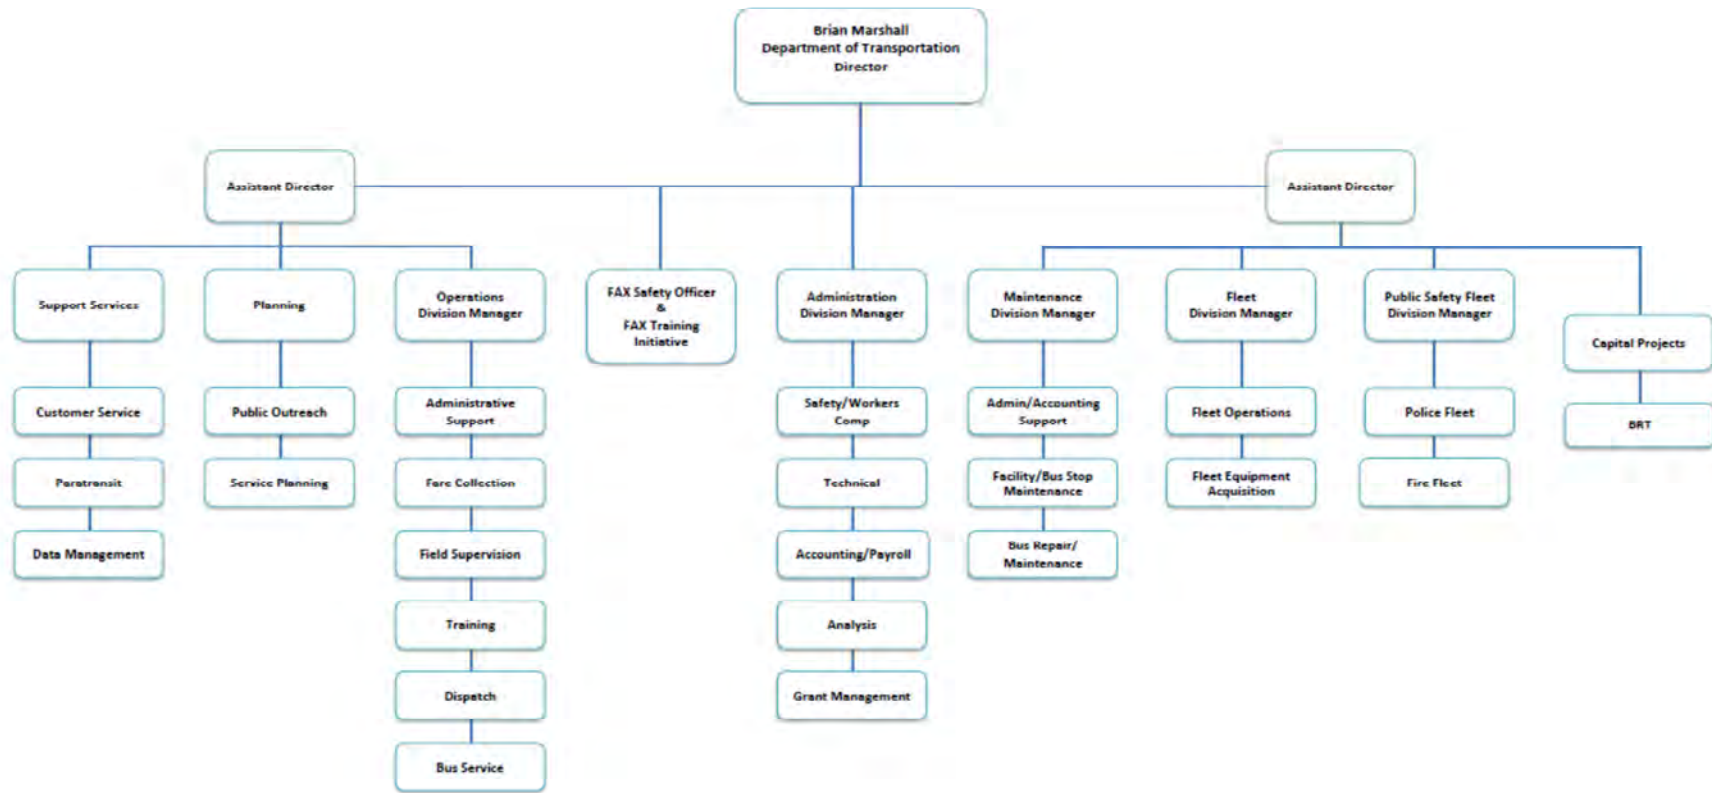 Brian Marshall
Department of Transportation
Director
Assistant Director
Assistant Director
Support Services
Planning
Operations
Division Manager
FAX Safety Officer
&
FAX Training
Initiative
Administration
Division Manager
Maintenance
Division Manager
Fleet
Division Manager
Public Safety Fleet
Division Manager
Capital Projects
Customer Service
Public Outreach
Administrative
Support
Safety/Workers
Comp
Admin/Accounting
Support
Fleet Operations
Police Fleet
BRT
Paratransit
Service Planning
Fare Collection
Technical
Facility/Bus Stop
Maintenance
Fleet Equipment
Acquisition
Fire Fleet
Data Management
Field Supervision
Accounting/Payroll
Bus Repair/
Maintenance
Training
Analysis
Dispatch
Grant Management
Bus Service